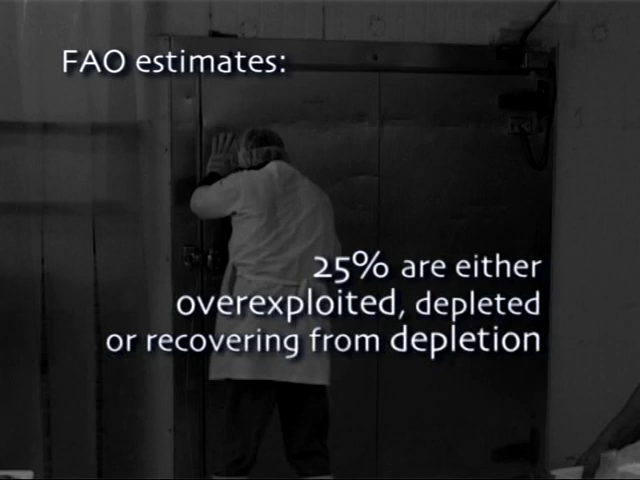 FAO estimates:
25% are either
overexploited, depleted
or recovering from depletion